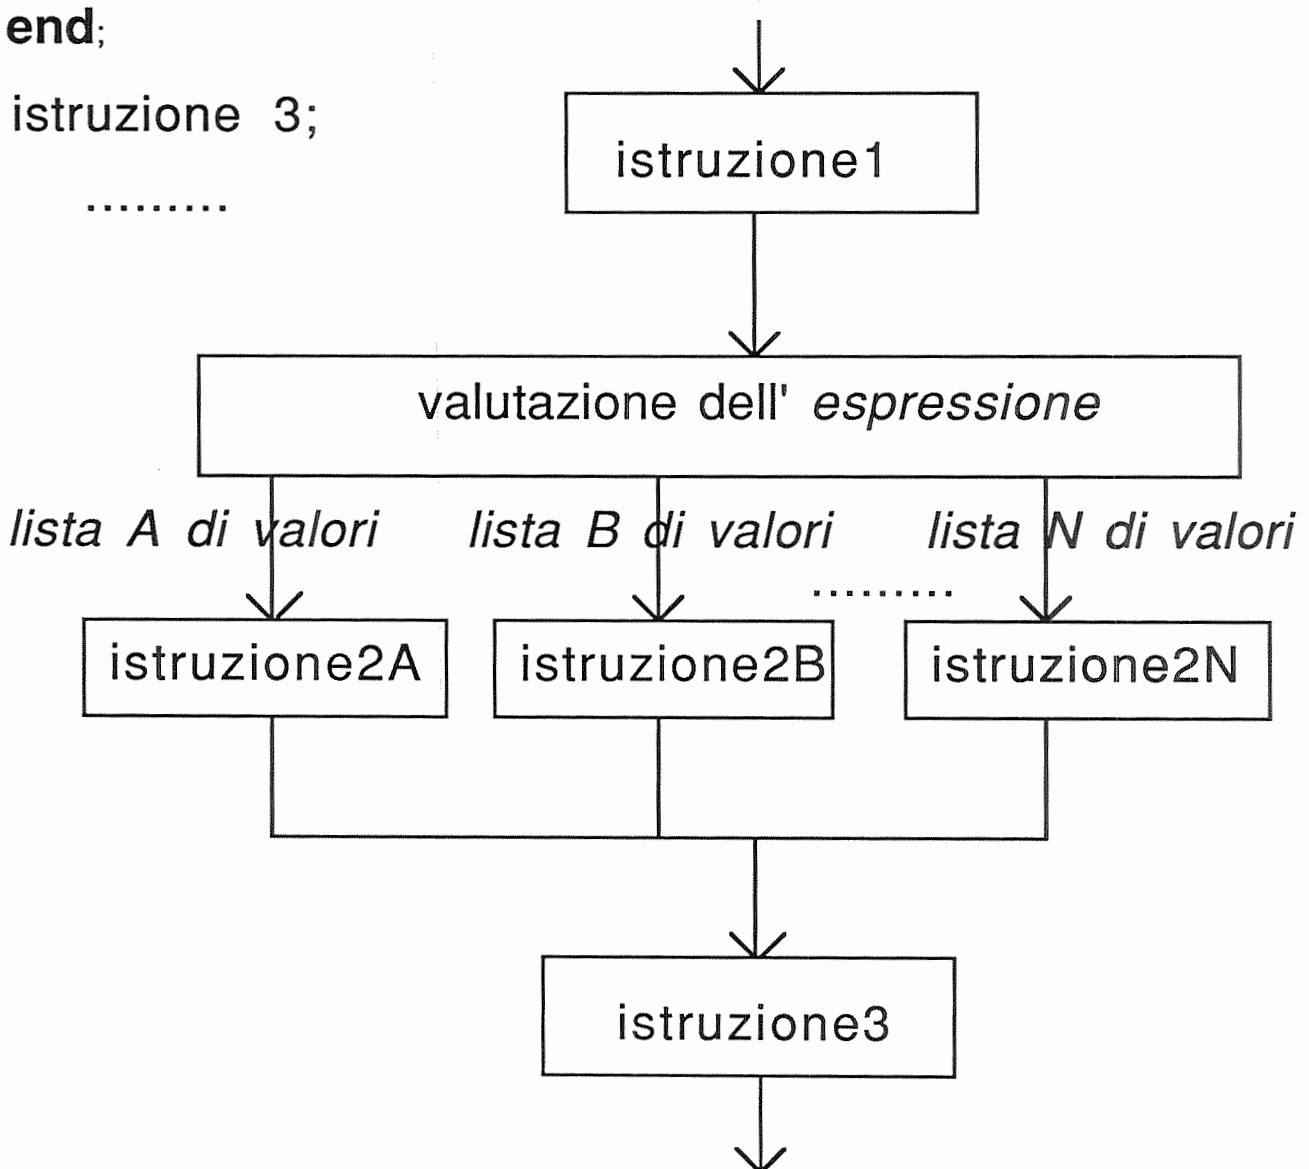 end;
istruzione 3;
.........
istruzione1
valutazione dell' espressione
lista A di valori
lista B di valori
lista N di valori
.........
istruzione2A
istruzione2B
istruzione2N
istruzione3